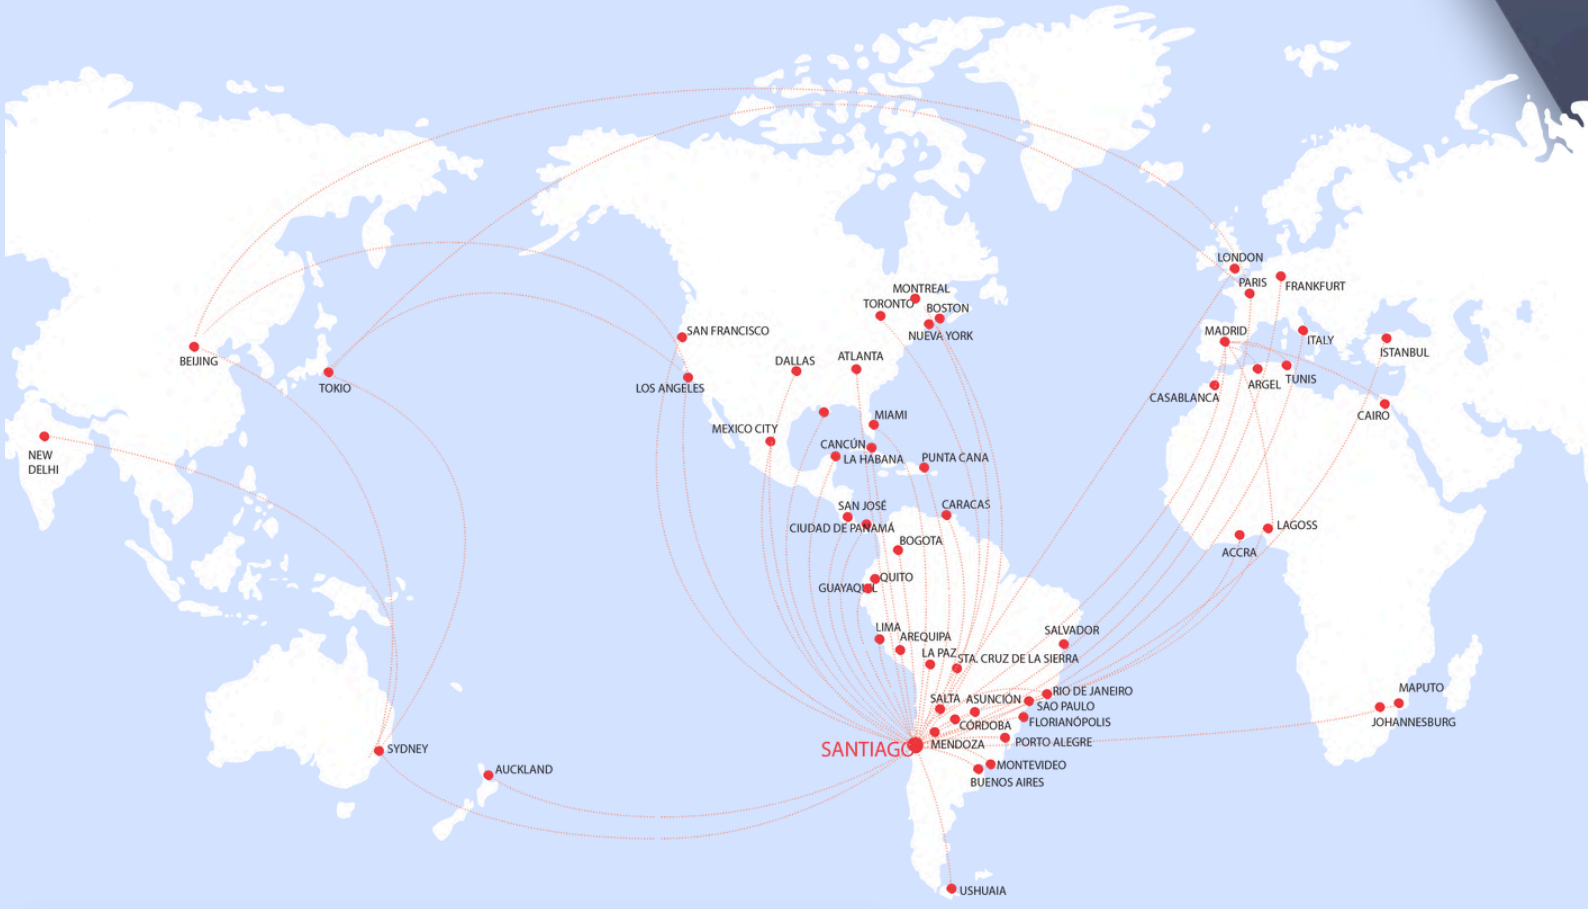 LONDON
PARIS
FRANKFURT
MONTREAL
TORONTO
BOSTON
NUEVA YORK
SAN FRANCISCO
MADRID
ITALY
ISTANBUL
BEIJING
TOKIO
DALLAS
ATLANTA
LOS ANGELES
ARGEL
TUNIS
CASABLANCA
CAIRO
MIAMI
MEXICO CITY
CANCÚN
LA HABANA
PUNTA CANA
NEW
DELHI
SAN JOSÉ
CARACAS
CIUDAD DE PANAMÁ
LAGOSS
BOGOTA
ACCRA
QUITO
GUAYAQUIL
LIMA
AREQUIPA
SALVADOR
LA PAZ
STA. CRUZ DE LA SIERRA
SALTA
ASUNCIÓN
RIO DE JANEIRO
SAO PAULO
MAPUTO
JOHANNESBURG
CÓRDOBA
FLORIANÓPOLIS
SANTIAGO
MENDOZA
PORTO ALEGRE
SYDNEY
AUCKLAND
MONTEVIDEO
BUENOS AIRES
USHUAIA